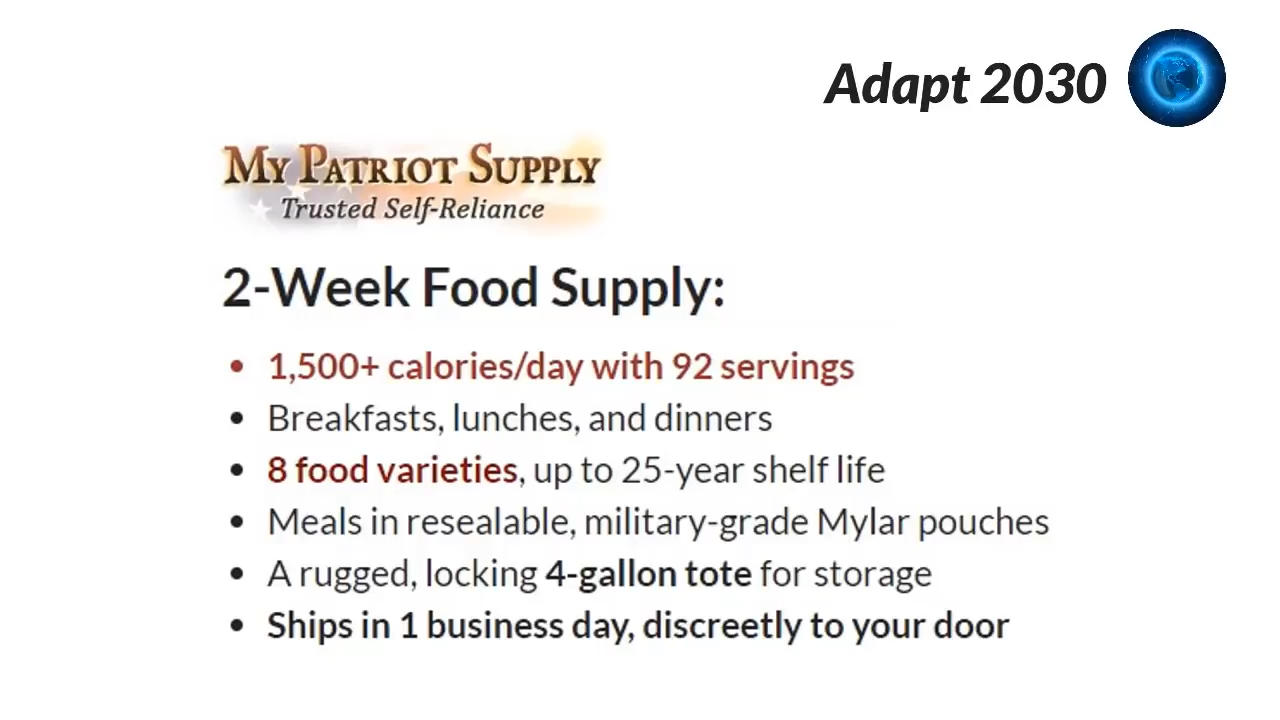 Adapt 2030
My Patriot Supply
Trusted Self-Reliance
2-Week Food Supply:
• 1,500+ calories/day with 92 servings
• Breakfasts, lunches, and dinners
• 8 food varieties, up to 25-year shelf life
• Meals in resealable, military-grade Mylar pouches
• A rugged, locking 4-gallon tote for storage
• Ships in 1 business day, discreetly to your door